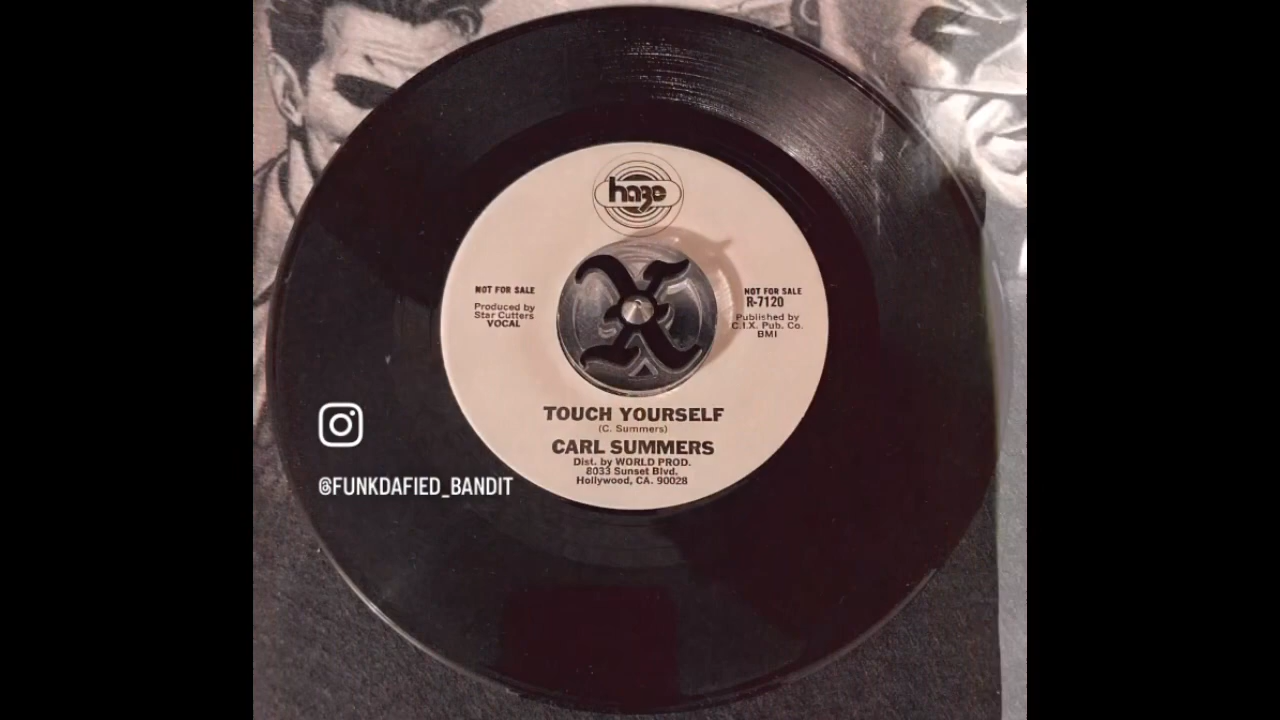 haze
NOT FOR SALE
Produced by
Star Cutters
VOCAL
NOT FOR SALE
R-7120
Published by
C.I.X. Pub. Co.
BMI
X
TOUCH YOURSELF
(C. Summers)
CARL SUMMERS
Dist. by WORLD PROD.
8033 Sunset Blvd.
Hollywood, CA. 90028
@FUNKDAFIED_BANDIT